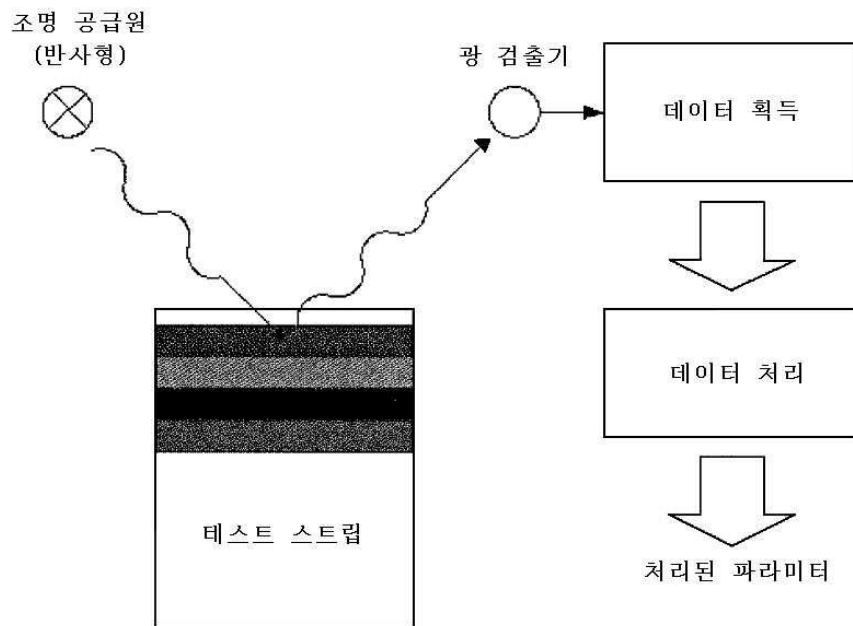 조명 공급원
(반사형)
광 검출기
데이터 획득
데이터 처리
테스트 스트립
처리된 파라미터